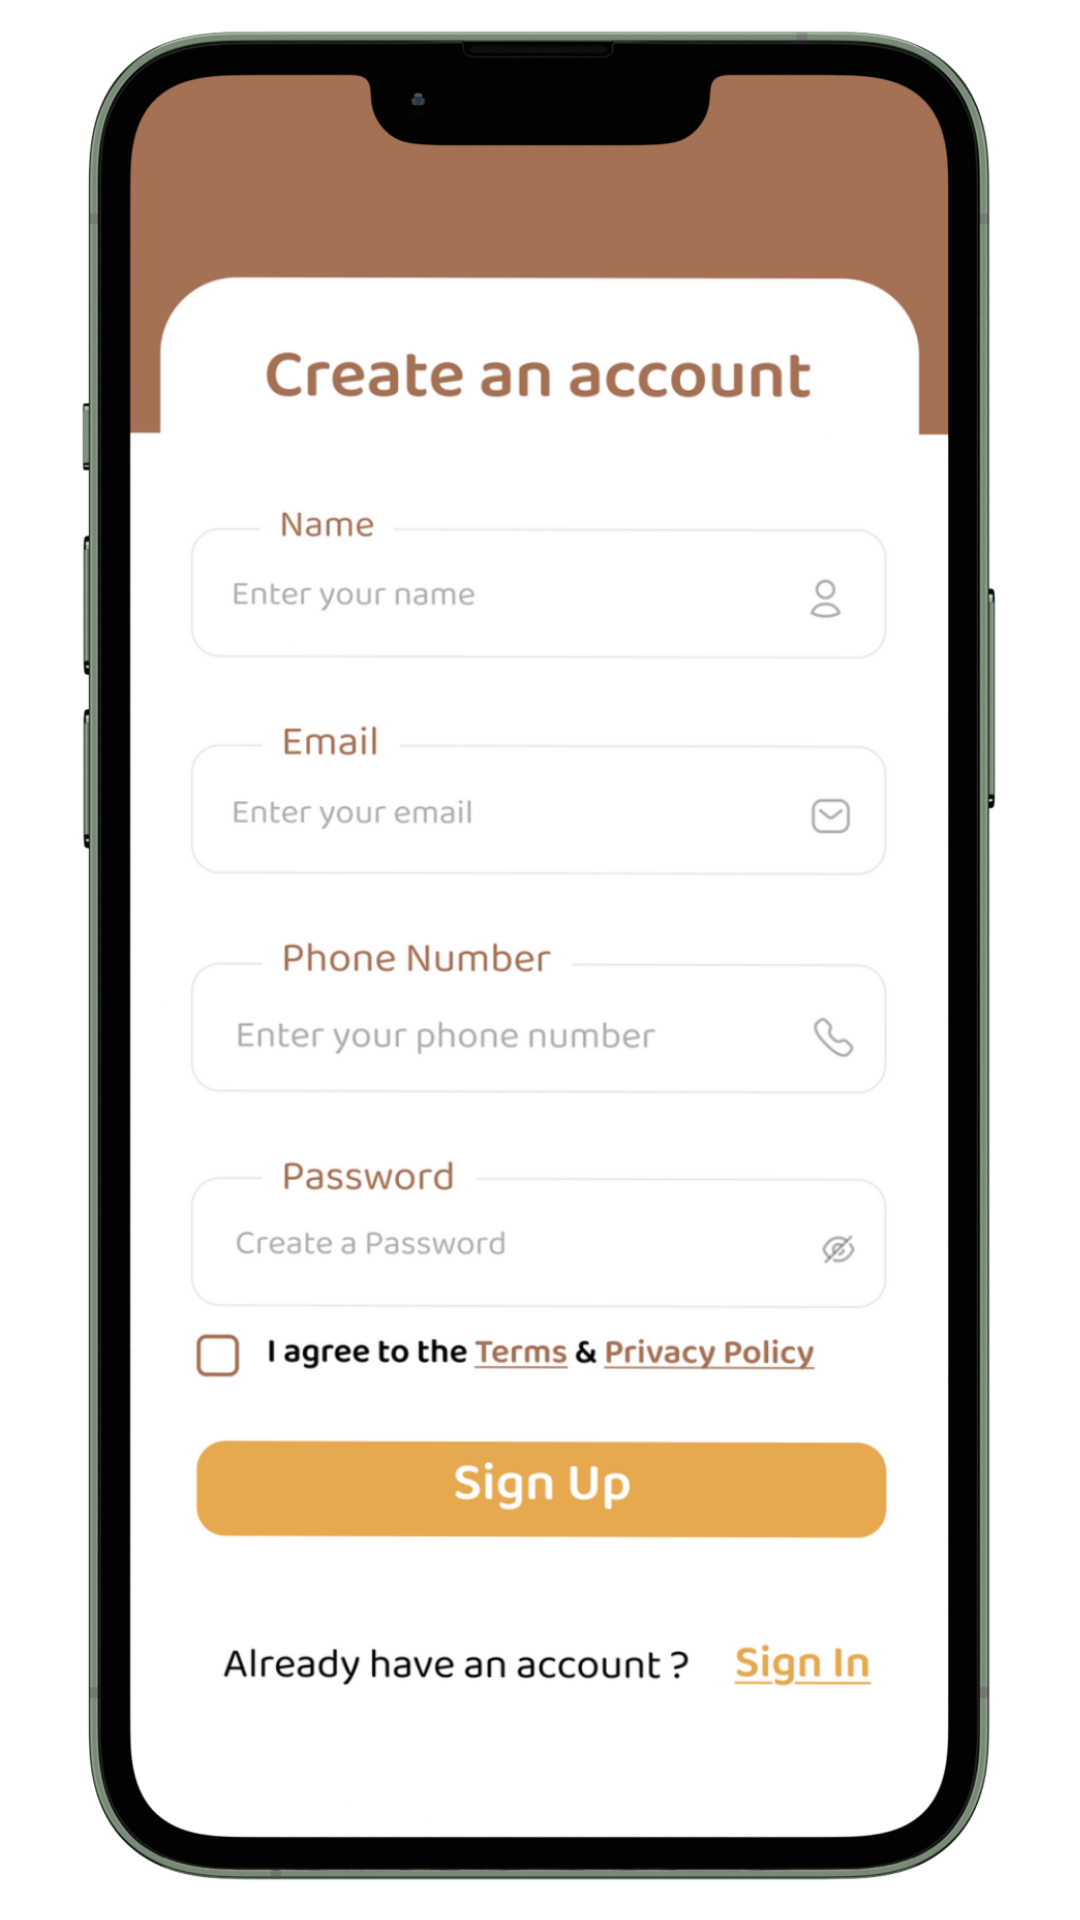 Create an account
Name
Enter your name
Email
Enter your email
Phone Number
Enter your phone number
Password
Create a Password
I agree to the Terms & Privacy Policy
Sign Up
Already have an account ? Sign In